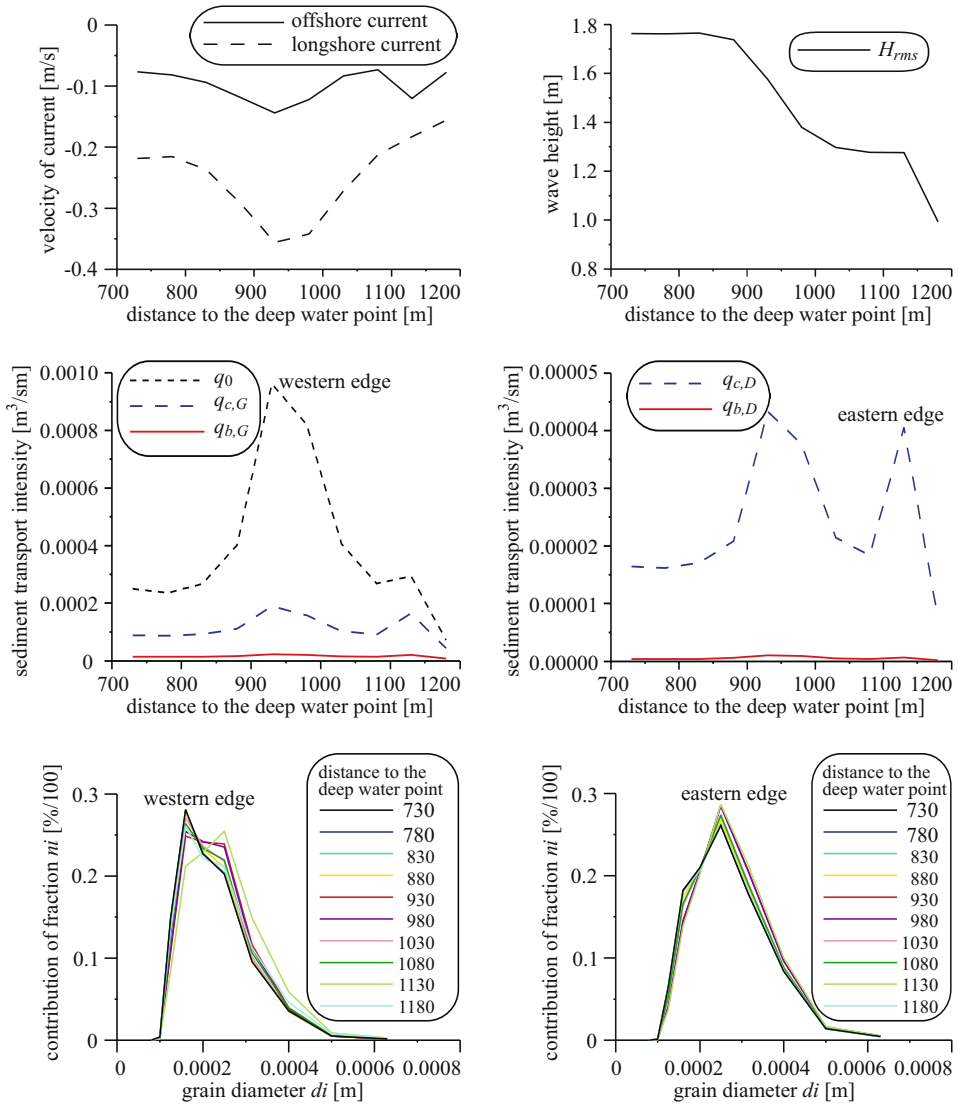 offshore current
longshore current
velocity of current [m/s]
0
-0.1
-0.2
-0.3
-0.4
700 800 900 1000 1100 1200
distance to the deep water point [m]
H_rms
wave height [m]
1.8
1.6
1.4
1.2
1.0
0.8
700 800 900 1000 1100 1200
distance to the deep water point [m]
q_0
q_c,G
q_b,G
western edge
sediment transport intensity [m³/sm]
0.0010
0.0008
0.0006
0.0004
0.0002
0
700 800 900 1000 1100 1200
distance to the deep water point [m]
q_c,D
q_b,D
eastern edge
sediment transport intensity [m³/sm]
0.00005
0.00004
0.00003
0.00002
0.00001
0.00000
700 800 900 1000 1100 1200
distance to the deep water point [m]
western edge
distance to the
deep water point
730
780
830
880
930
980
1030
1080
1130
1180
contribution of fraction ni [%/100]
0.3
0.2
0.1
0
0 0.0002 0.0004 0.0006 0.0008
grain diameter di [m]
eastern edge
distance to the
deep water point
730
780
830
880
930
980
1030
1080
1130
1180
contribution of fraction ni [%/100]
0.3
0.2
0.1
0
0 0.0002 0.0004 0.0006 0.0008
grain diameter di [m]